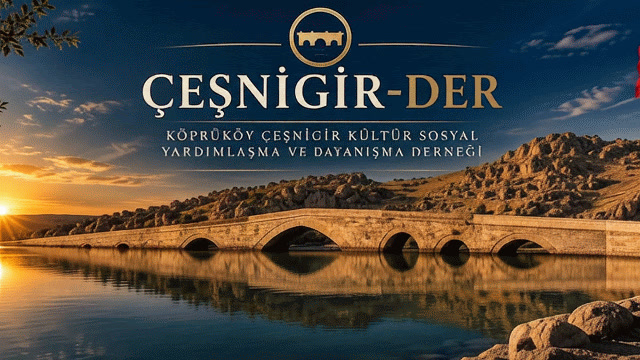 ÇEŞNİGİR-DER
KÖPRÜKÖY ÇEŞNİGİR KÜLTÜR SOSYAL
YARDIMLAŞMA VE DAYANIŞMA DERNEĞİ